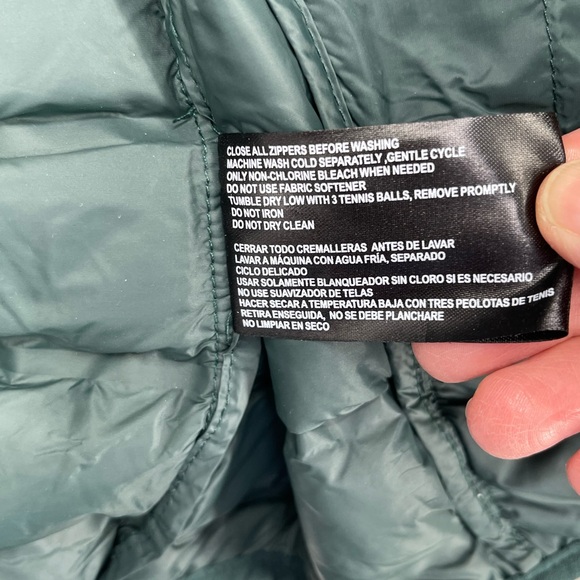 CLOSE ALL ZIPPERS BEFORE WASHING
MACHINE WASH COLD SEPARATELY ,GENTLE CYCLE
ONLY NON-CHLORINE BLEACH WHEN NEEDED
DO NOT USE FABRIC SOFTENER
TUMBLE DRY LOW WITH 3 TENNIS BALLS, REMOVE PROMPTLY
DO NOT IRON
DO NOT DRY CLEAN
CERRAR TODO CREMALLERAS ANTES DE LAVAR
LAVAR A MÁQUINA CON AGUA FRÍA, SEPARADO
CICLO DELICADO
USAR SOLAMENTE BLANQUEADOR SIN CLORO SI ES NECESARIO
NO USE SUAVIZADOR DE TELAS
HACER SECAR A TEMPERATURA BAJA CON TRES PEOLOTAS DE TENIS
RETIRA ENSEGUIDA, NO SE DEBE PLANCHARE
NO LIMPIAR EN SECO